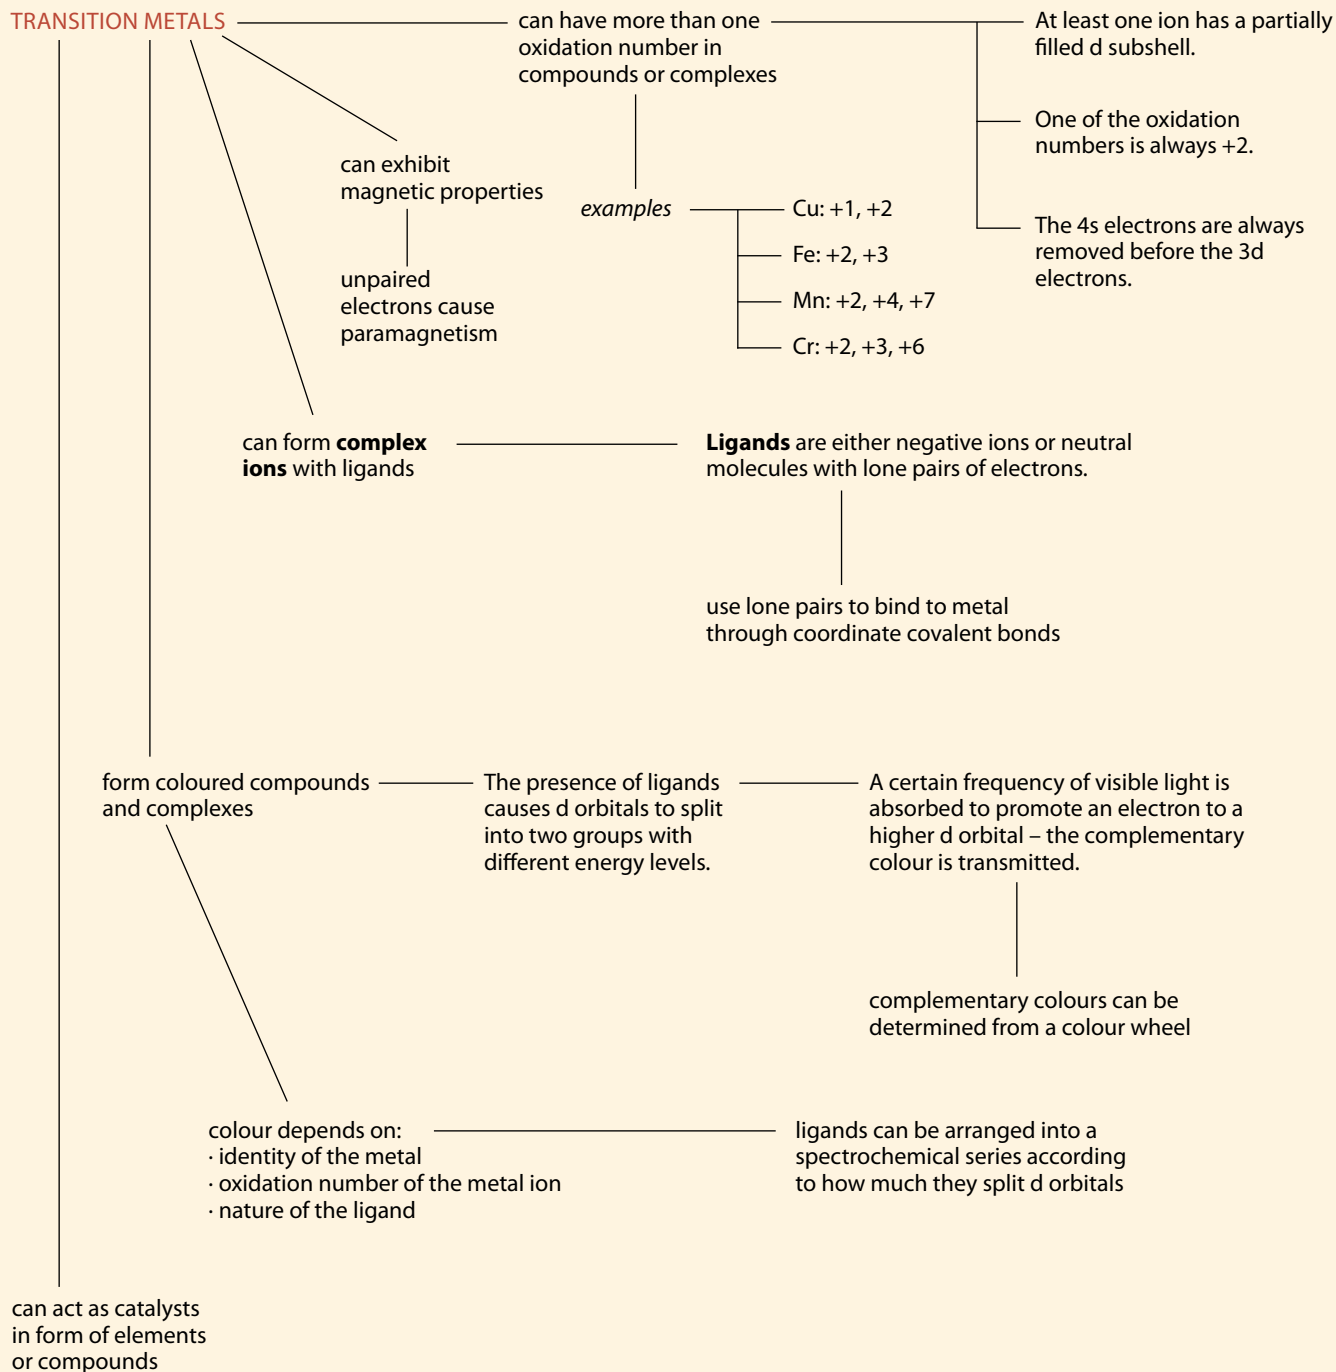 TRANSITION METALS
can have more than one
oxidation number in
compounds or complexes
At least one ion has a partially
filled d subshell.
One of the oxidation
numbers is always +2.
The 4s electrons are always
removed before the 3d
electrons.
examples
Cu: +1, +2
Fe: +2, +3
Mn: +2, +4, +7
Cr: +2, +3, +6
can exhibit
magnetic properties
unpaired
electrons cause
paramagnetism
can form complex
ions with ligands
Ligands are either negative ions or neutral
molecules with lone pairs of electrons.
use lone pairs to bind to metal
through coordinate covalent bonds
form coloured compounds
and complexes
The presence of ligands
causes d orbitals to split
into two groups with
different energy levels.
A certain frequency of visible light is
absorbed to promote an electron to a
higher d orbital – the complementary
colour is transmitted.
complementary colours can be
determined from a colour wheel
colour depends on:
· identity of the metal
· oxidation number of the metal ion
· nature of the ligand
ligands can be arranged into a
spectrochemical series according
to how much they split d orbitals
can act as catalysts
in form of elements
or compounds